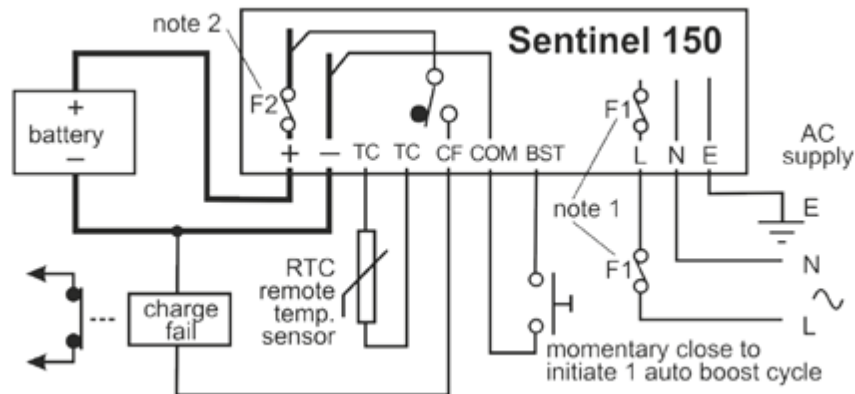 note 2
Sentinel 150
F2
F1
+
battery
−
+ − TC TC CF COM BST L N E
AC
supply
note 1
E
F1
N
L
RTC
remote
temp.
sensor
charge
fail
momentary close to
initiate 1 auto boost cycle